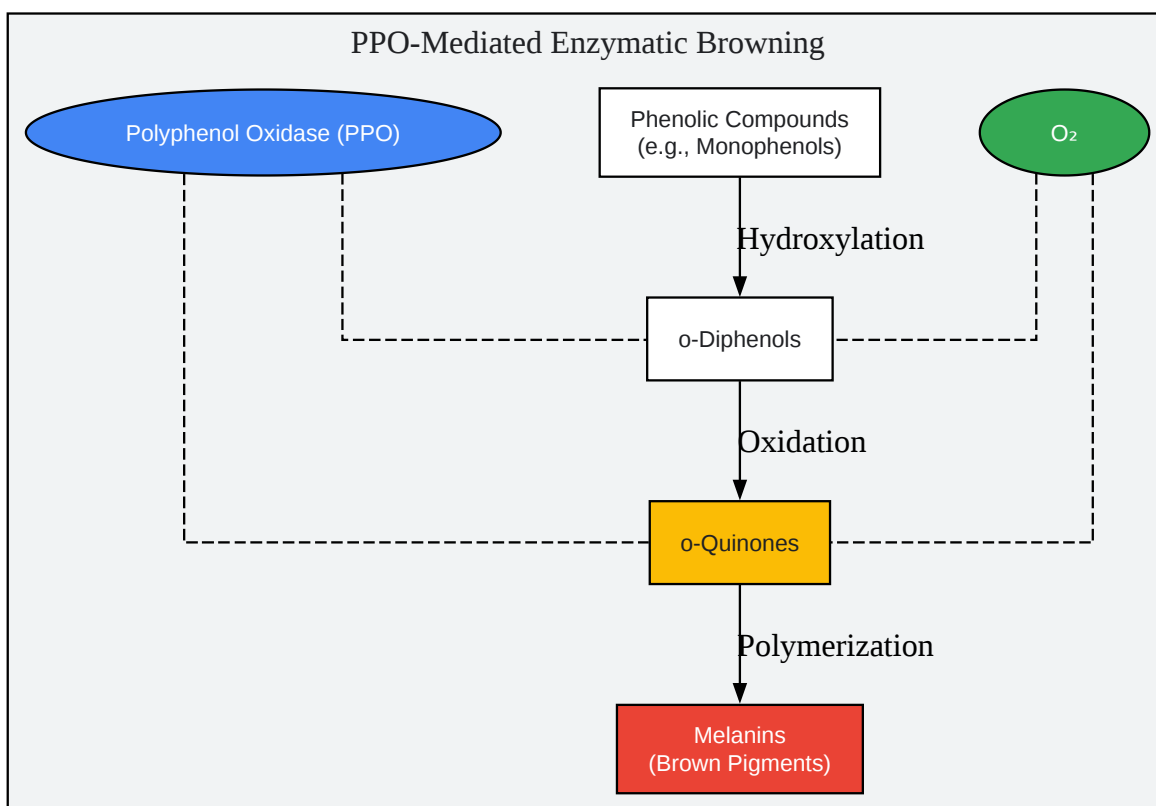 PPO-Mediated Enzymatic Browning
Polyphenol Oxidase (PPO)
Phenolic Compounds
(e.g., Monophenols)
O₂
Hydroxylation
o-Diphenols
Oxidation
o-Quinones
Polymerization
Melanins
(Brown Pigments)